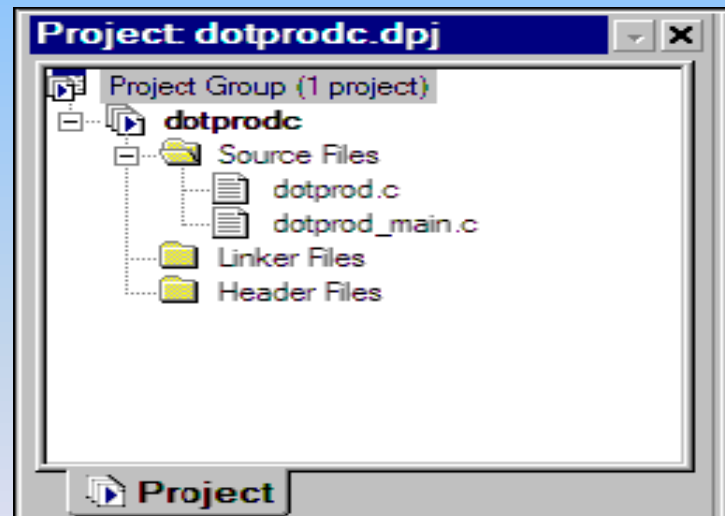 Project: dotprodc.dpj
Project Group (1 project)
dotprodc
Source Files
dotprod.c
dotprod_main.c
Linker Files
Header Files
Project